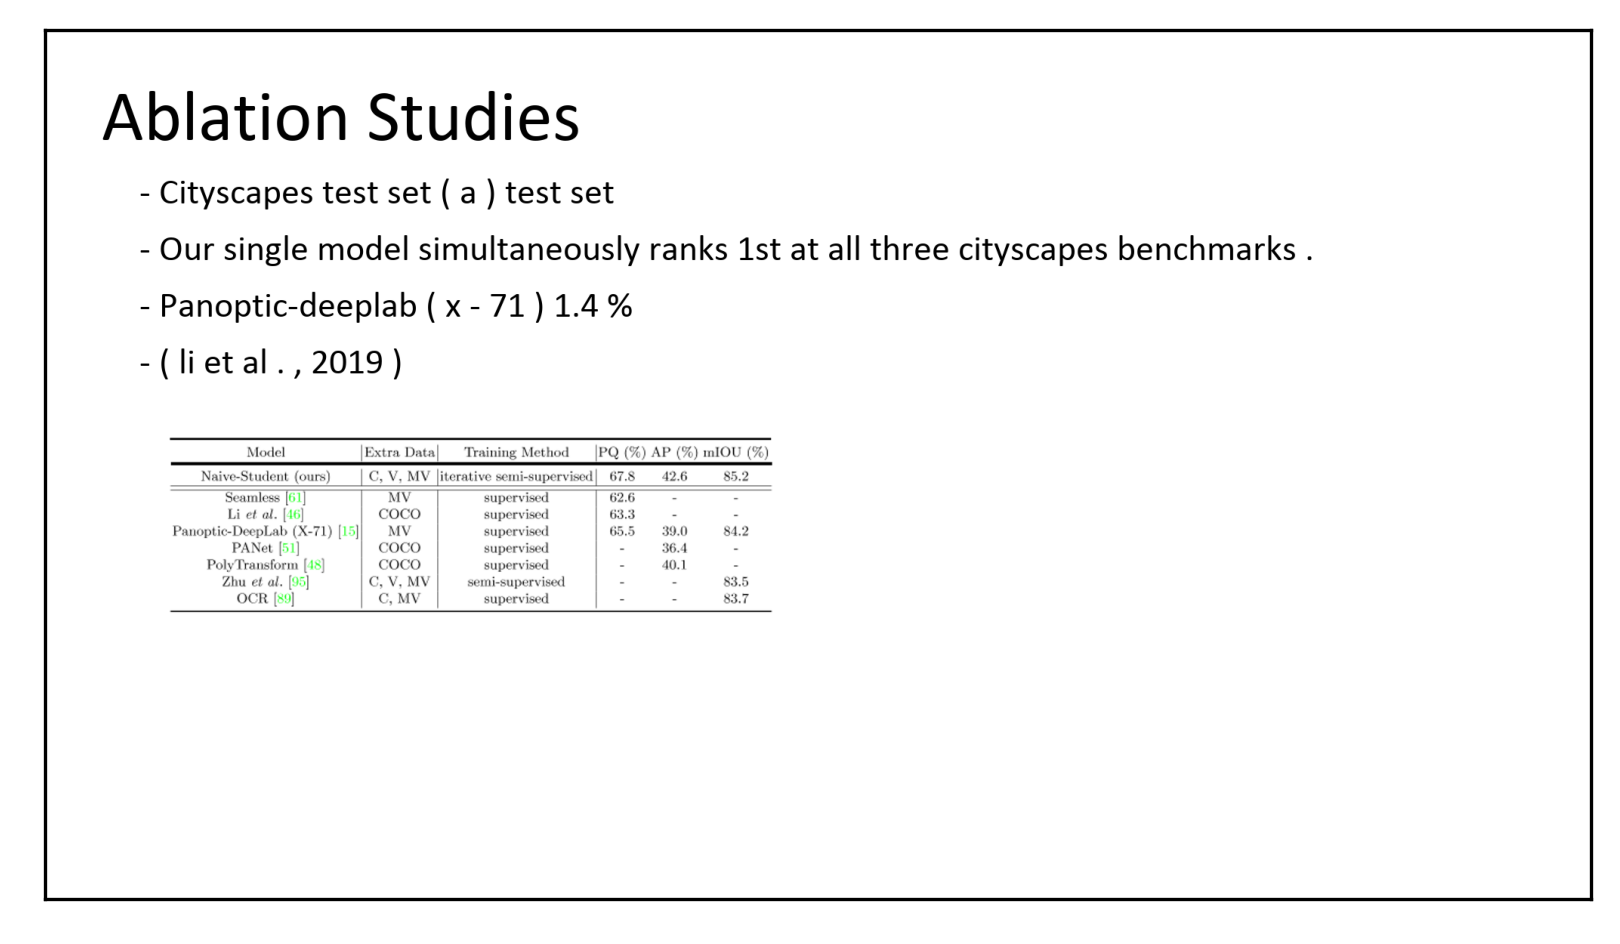 Ablation Studies
- Cityscapes test set ( a ) test set
- Our single model simultaneously ranks 1st at all three cityscapes benchmarks .
- Panoptic-deeplab ( x - 71 ) 1.4 %
- ( li et al . , 2019 )
Model Extra Data Training Method PQ (%) AP (%) mIOU (%)
Naive-Student (ours) C, V, MV iterative semi-supervised 67.8 42.6 85.2
Seamless [61] MV supervised 62.6 - -
Li et al. [46] COCO supervised 63.3 - -
Panoptic-DeepLab (X-71) [15] MV supervised 65.5 39.0 84.2
PANet [51] COCO supervised - 36.4 -
PolyTransform [48] COCO supervised - 40.1 -
Zhu et al. [95] C, V, MV semi-supervised - - 83.5
OCR [89] C, MV supervised - - 83.7